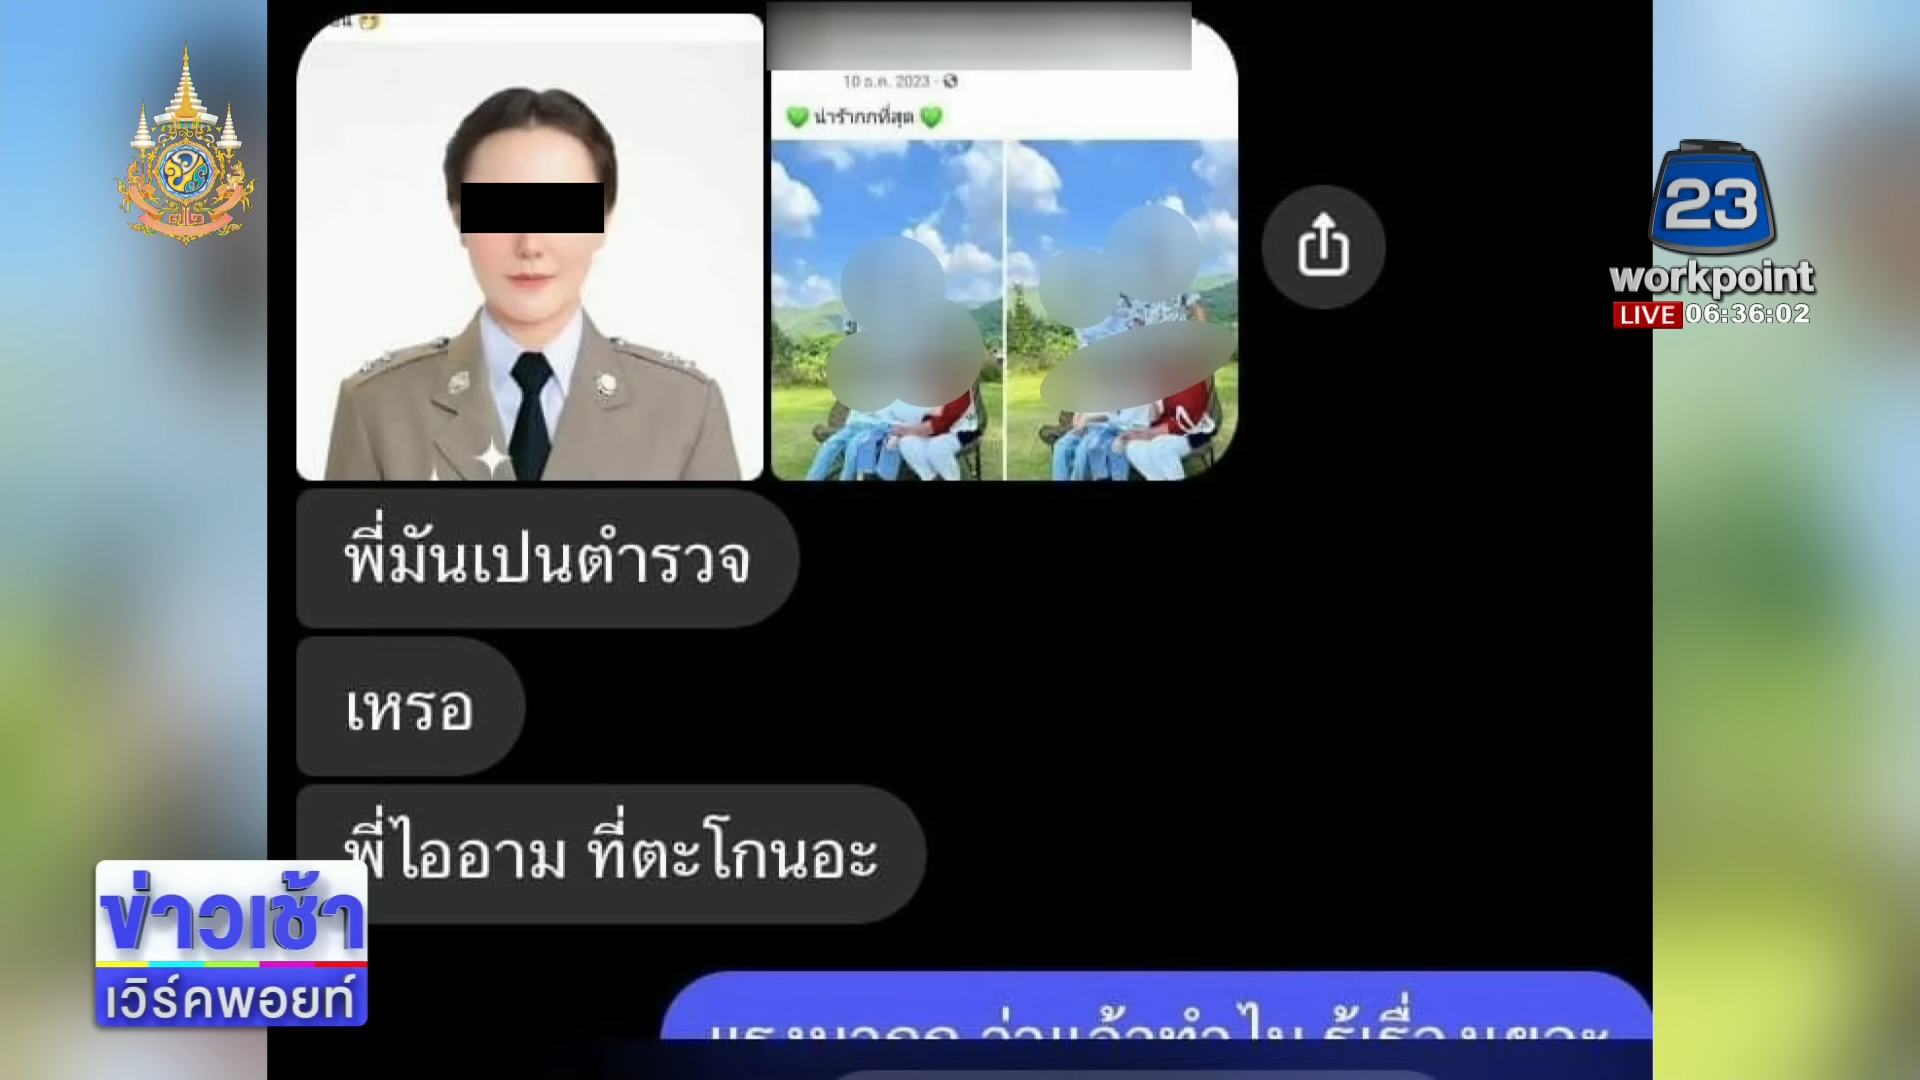 10 ธ.ค. 2023
💚 น่าร้ากกที่สุด 💚
23
workpoint
LIVE 06:36:02
พี่มันเปนตำรวจ
เหรอ
พี่ไออาม ที่ตะโกนอะ
ข่าวเช้า
เวิร์คพอยท์